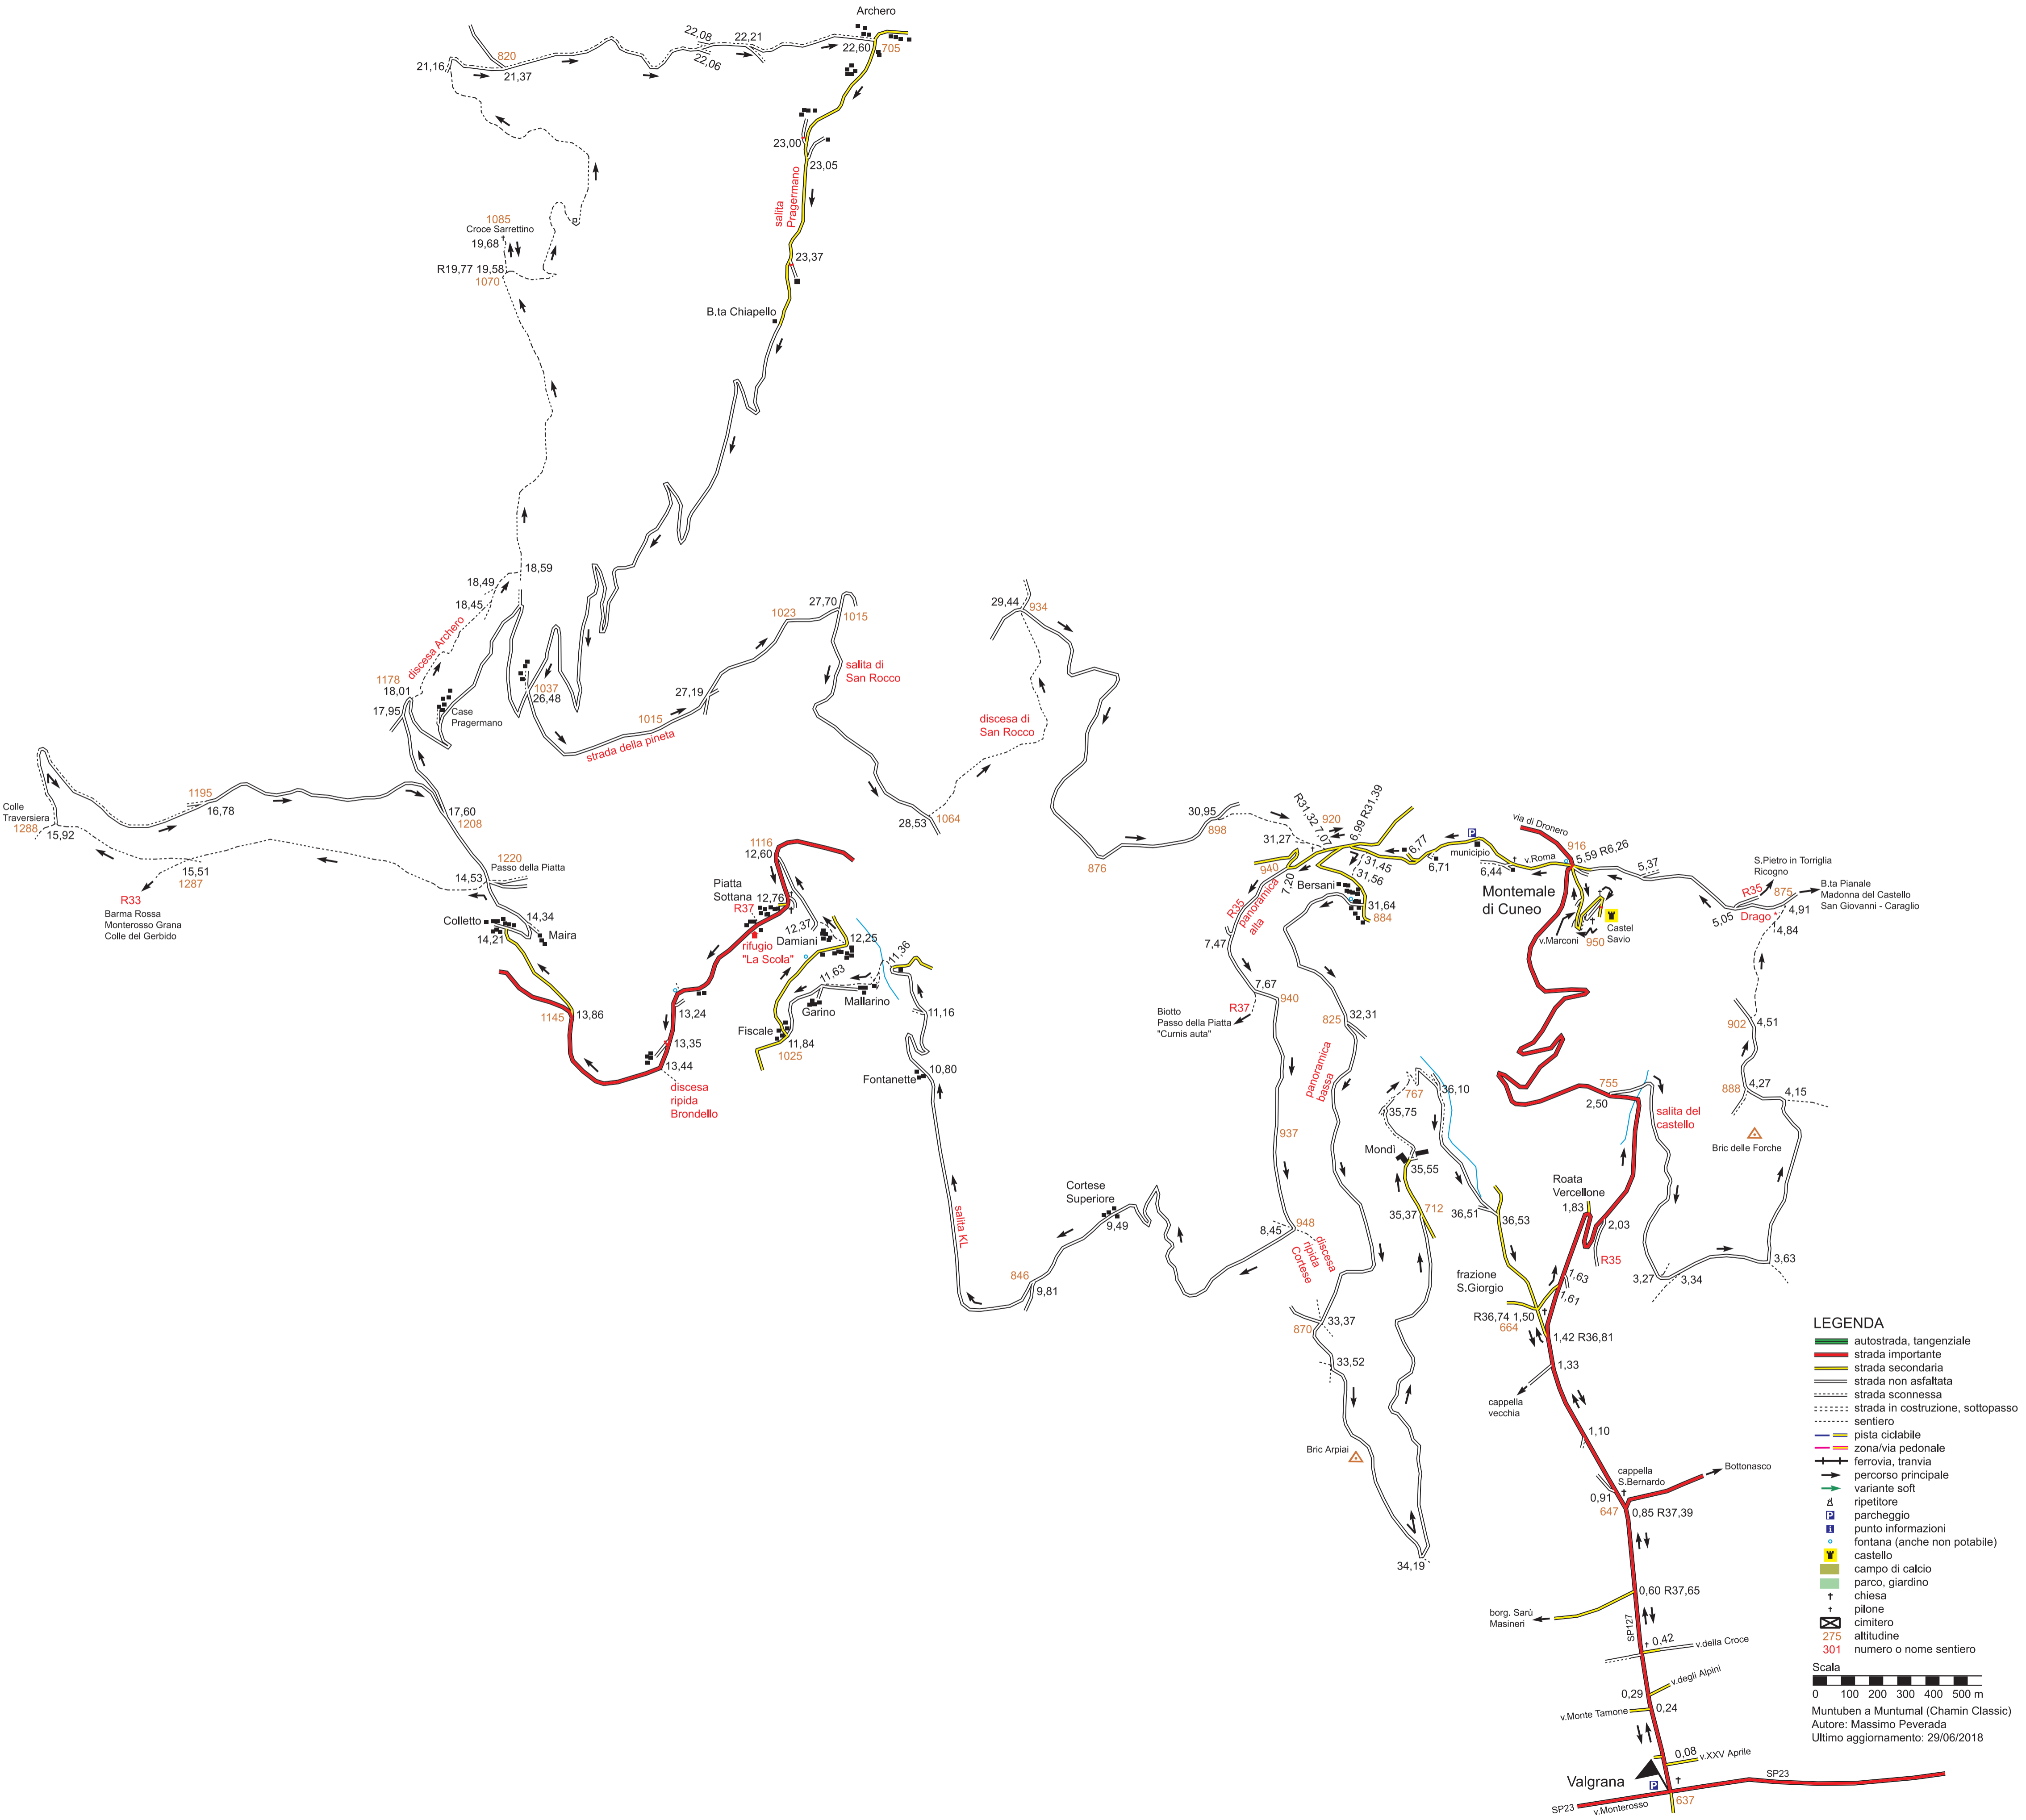 Archero
22,08
22,21
22,06
22,60
705
820
21,16
21,37
23,00
23,05
salita
Pragermano
23,37
B.ta Chiapello
1085
Croce Sarrettino
19,68
R19,77 19,58
1070
18,59
18,49
18,45
discesa Archero
1178
18,01
17,95
Case
Pragermano
1037
26,48
strada della pineta
1015
27,19
1023
27,70
1015
salita di
San Rocco
28,53
1064
discesa di
San Rocco
29,44
934
876
30,95
898
31,27
R31,32 7,07
920
6,99 R31,39
31,45
31,56
31,64
884
Bersani
940
7,20
6,77
6,71
municipio
6,44
v.Roma
via di Dronero
916
5,59 R6,26
Montemale
di Cuneo
v.Marconi
950
Castel
Savio
5,37
5,05
Drago *
R35
875
4,91
4,84
S.Pietro in Torriglia
Ricogno
B.ta Pianale
Madonna del Castello
San Giovanni - Caraglio
Colle
Traversiera
1288
15,92
1195
16,78
17,60
1208
1220
Passo della Piatta
14,53
15,51
1287
R33
Barma Rossa
Monterosso Grana
Colle del Gerbido
Colletto
14,21
14,34
Maira
1145
13,86
1116
12,60
Piatta
Sottana
R37
12,76
rifugio
"La Scola"
12,37
Damiani
12,25
11,63
11,36
Mallarino
Garino
Fiscale
11,84
1025
13,24
13,35
13,44
discesa
ripida
Brondello
11,16
Fontanette
10,80
salita KL
R35
panoramica
alta
7,47
7,67
940
R37
Biotto
Passo della Piatta
"Curnis auta"
825
32,31
panoramica
bassa
937
8,45
948
discesa
ripida
Cortese
Cortese
Superiore
9,49
846
9,81
870
33,37
33,52
Bric Arpiai
34,19
767
36,10
35,75
Mondì
35,55
35,37
712
36,51
36,53
755
2,50
salita del
castello
902
4,51
888
4,27
4,15
Bric delle Forche
Roata
Vercellone
1,83
2,03
R35
3,27
3,34
3,63
frazione
S.Giorgio
1,63
1,61
R36,74 1,50
664
1,42 R36,81
1,33
cappella
vecchia
1,10
cappella
S.Bernardo
Bottonasco
0,91
647
0,85 R37,39
0,60 R37,65
borg. Sarù
Masineri
SP127
0,42
v.della Croce
v.degli Alpini
0,29
v.Monte Tamone
0,24
0,08
v.XXV Aprile
Valgrana
SP23
637
SP23
v.Monterosso
LEGENDA
autostrada, tangenziale
strada importante
strada secondaria
strada non asfaltata
strada sconnessa
strada in costruzione, sottopasso
sentiero
pista ciclabile
zona/via pedonale
ferrovia, tranvia
percorso principale
variante soft
ripetitore
P parcheggio
i punto informazioni
fontana (anche non potabile)
castello
campo di calcio
parco, giardino
chiesa
pilone
cimitero
275 altitudine
301 numero o nome sentiero
Scala
0 100 200 300 400 500 m
Muntuben a Muntumal (Chamin Classic)
Autore: Massimo Peverada
Ultimo aggiornamento: 29/06/2018